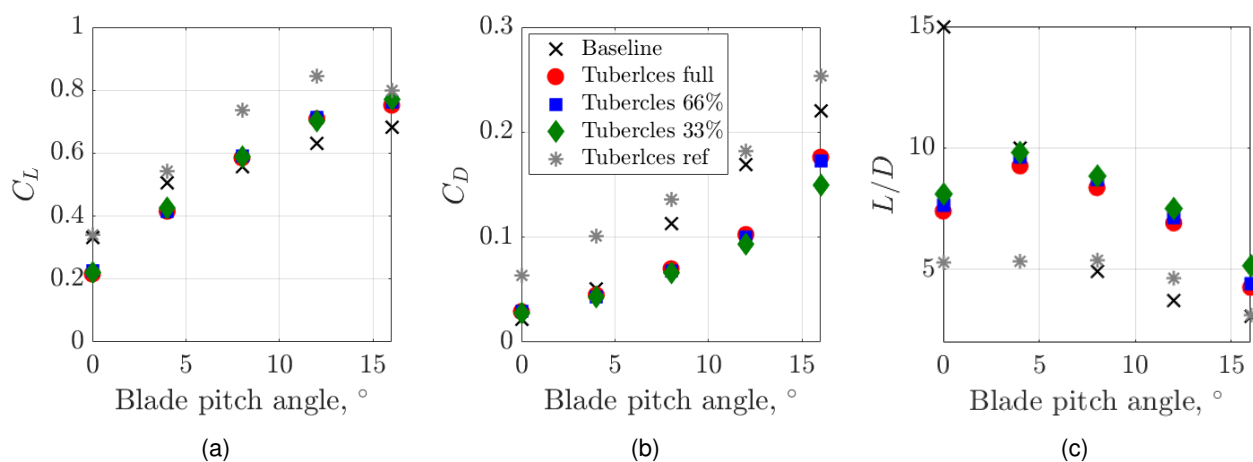 1
0.8
0.6
0.4
0.2
0
C_L
0 5 10 15
Blade pitch angle, °
(a)
0.3
0.2
0.1
0
C_D
Baseline
Tuberlces full
Tubercles 66%
Tubercles 33%
Tuberlces ref
0 5 10 15
Blade pitch angle, °
(b)
15
10
5
L/D
0 5 10 15
Blade pitch angle, °
(c)